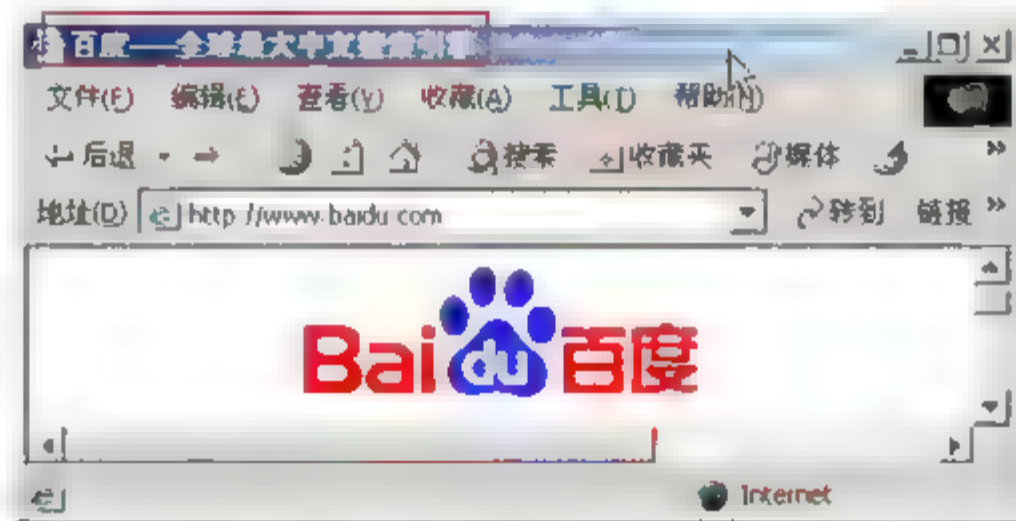 百度——全球最大中文搜索引擎
文件(F) 编辑(E) 查看(V) 收藏(A) 工具(T) 帮助(H)
后退 搜索 收藏夹 媒体
地址(D) http://www.baidu.com 转到 链接
Bai du 百度
Internet